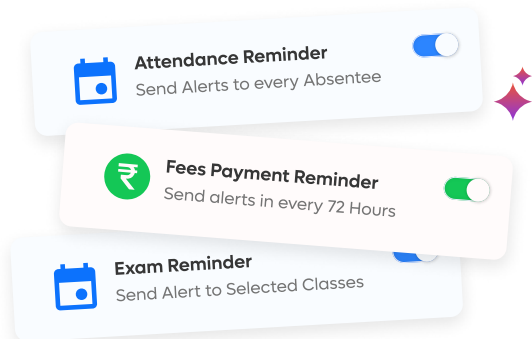 Attendance Reminder
Send Alerts to every Absentee
₹
Fees Payment Reminder
Send alerts in every 72 Hours
Exam Reminder
Send Alert to Selected Classes